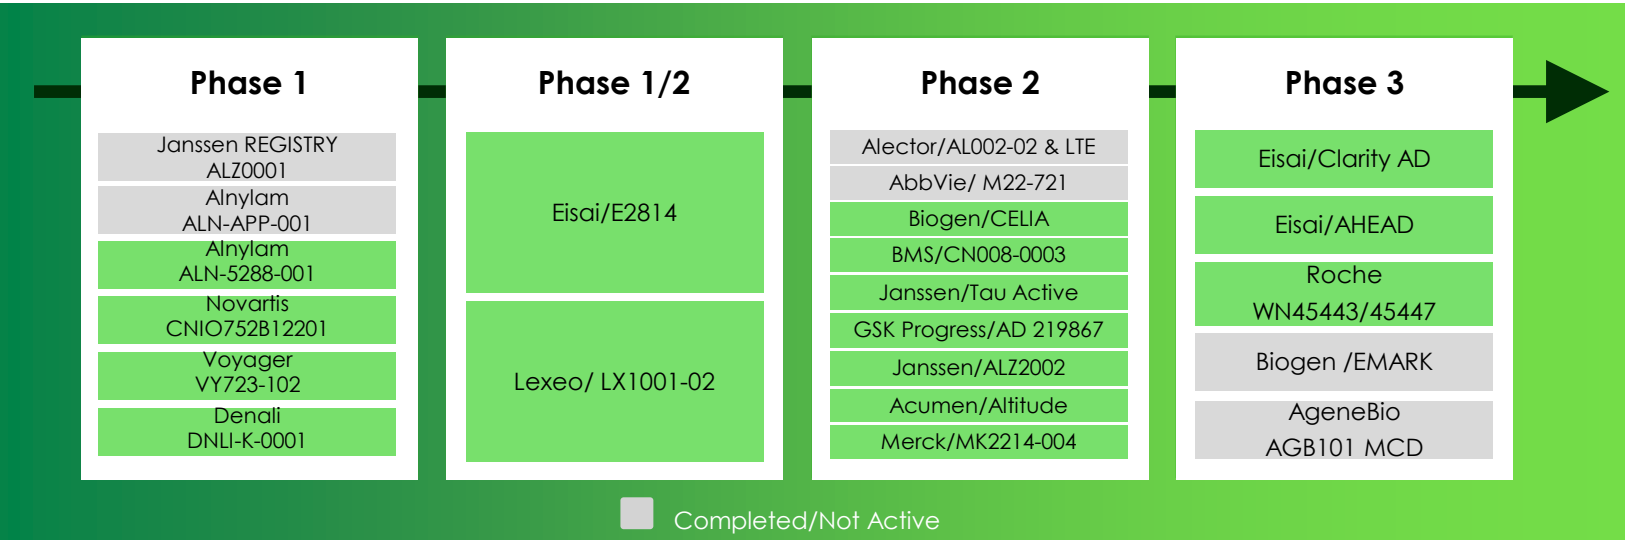 Phase 1
Janssen REGISTRY
ALZ0001
Alnylam
ALN-APP-001
Alnylam
ALN-5288-001
Novartis
CNIO752B12201
Voyager
VY723-102
Denali
DNLI-K-0001
Phase 1/2
Eisai/E2814
Lexeo/ LX1001-02
Phase 2
Alector/AL002-02 & LTE
AbbVie/ M22-721
Biogen/CELIA
BMS/CN008-0003
Janssen/Tau Active
GSK Progress/AD 219867
Janssen/ALZ2002
Acumen/Altitude
Merck/MK2214-004
Phase 3
Eisai/Clarity AD
Eisai/AHEAD
Roche
WN45443/45447
Biogen /EMARK
AgeneBio
AGB101 MCD
Completed/Not Active